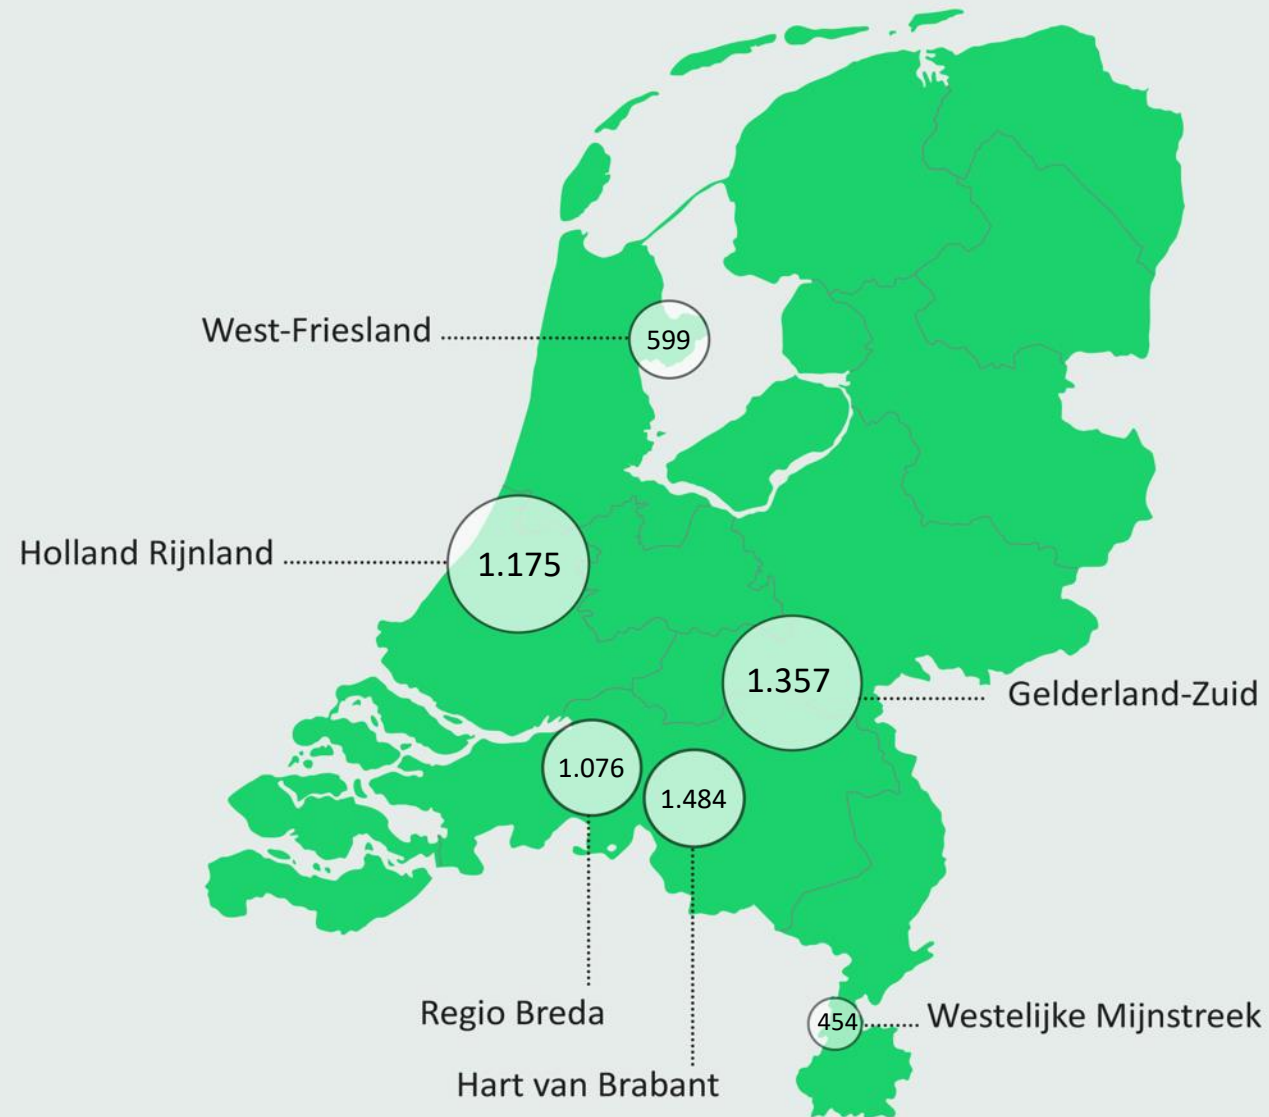 West-Friesland
599
Holland Rijnland
1.175
1.357
Gelderland-Zuid
1.076
1.484
Regio Breda
454
Westelijke Mijnstreek
Hart van Brabant